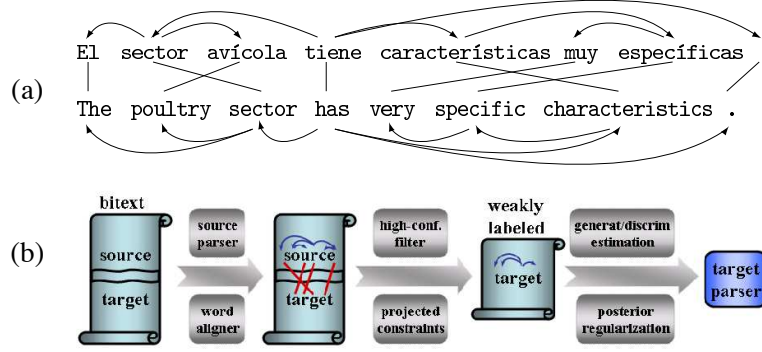 (a)
El sector avícola tiene características muy específicas .
The poultry sector has very specific characteristics .
(b)
bitext
source
target
source parser
word aligner
source
target
high-conf. filter
projected constraints
weakly labeled
target
generat/discrim estimation
posterior regularization
target parser